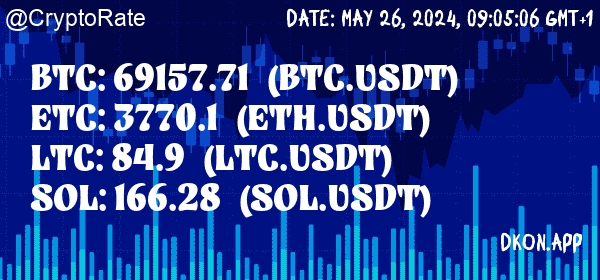 @CryptoRate
DATE: MAY 26, 2024, 09:05:06 GMT+1
BTC: 69157.71 (BTC.USDT)
ETC: 3770.1 (ETH.USDT)
LTC: 84.9 (LTC.USDT)
SOL: 166.28 (SOL.USDT)
DKON.APP